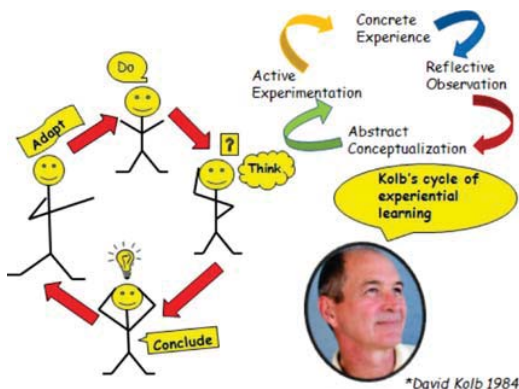 Do
Adapt
?
Think
Conclude
Concrete
Experience
Reflective
Observation
Abstract
Conceptualization
Active
Experimentation
Kolb's cycle of
experiential
learning
*David Kolb 1984